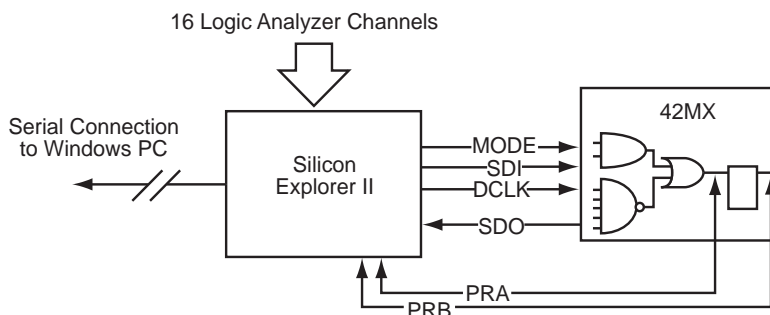 16 Logic Analyzer Channels
Serial Connection
to Windows PC
Silicon
Explorer II
MODE
SDI
DCLK
SDO
42MX
PRA
PRB